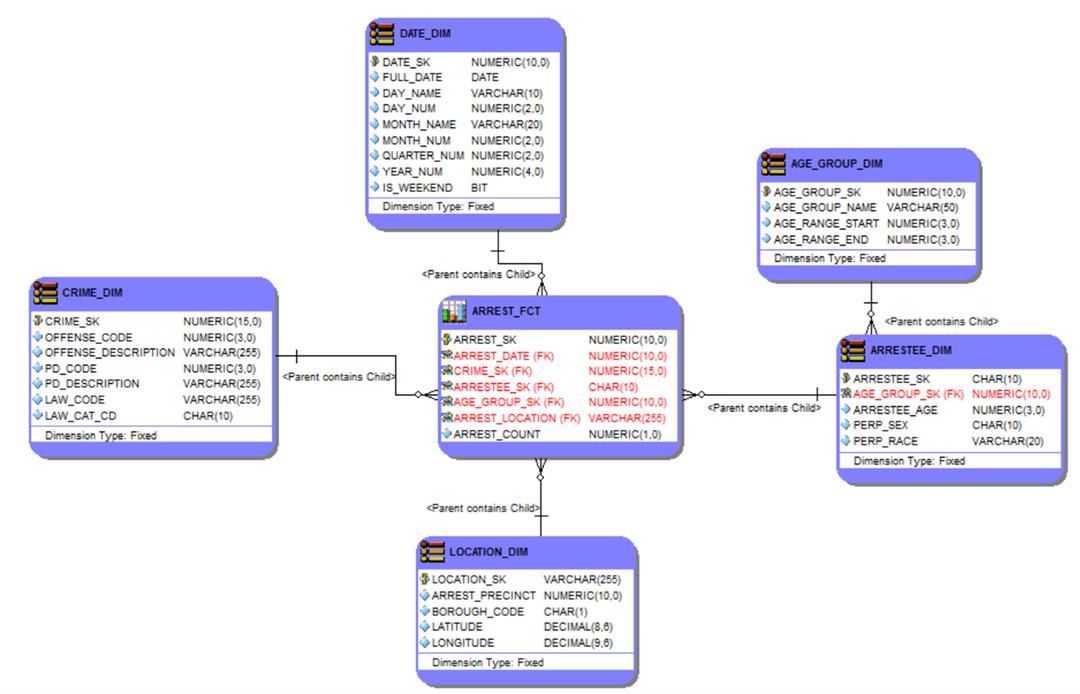 DATE_DIM
DATE_SK NUMERIC(10,0)
FULL_DATE DATE
DAY_NAME VARCHAR(10)
DAY_NUM NUMERIC(2,0)
MONTH_NAME VARCHAR(20)
MONTH_NUM NUMERIC(2,0)
QUARTER_NUM NUMERIC(2,0)
YEAR_NUM NUMERIC(4,0)
IS_WEEKEND BIT
Dimension Type: Fixed
<Parent contains Child>
AGE_GROUP_DIM
AGE_GROUP_SK NUMERIC(10,0)
AGE_GROUP_NAME VARCHAR(50)
AGE_RANGE_START NUMERIC(3,0)
AGE_RANGE_END NUMERIC(3,0)
Dimension Type: Fixed
<Parent contains Child>
CRIME_DIM
CRIME_SK NUMERIC(15,0)
OFFENSE_CODE NUMERIC(3,0)
OFFENSE_DESCRIPTION VARCHAR(255)
PD_CODE NUMERIC(3,0)
PD_DESCRIPTION VARCHAR(255)
LAW_CODE VARCHAR(255)
LAW_CAT_CD CHAR(10)
Dimension Type: Fixed
<Parent contains Child>
ARREST_FCT
ARREST_SK NUMERIC(10,0)
ARREST_DATE (FK) NUMERIC(10,0)
CRIME_SK (FK) NUMERIC(15,0)
ARRESTEE_SK (FK) CHAR(10)
AGE_GROUP_SK (FK) NUMERIC(10,0)
ARREST_LOCATION (FK) VARCHAR(255)
ARREST_COUNT NUMERIC(1,0)
<Parent contains Child>
ARRESTEE_DIM
ARRESTEE_SK CHAR(10)
AGE_GROUP_SK (FK) NUMERIC(10,0)
ARRESTEE_AGE NUMERIC(3,0)
PERP_SEX CHAR(10)
PERP_RACE VARCHAR(20)
Dimension Type: Fixed
<Parent contains Child>
LOCATION_DIM
LOCATION_SK VARCHAR(255)
ARREST_PRECINCT NUMERIC(10,0)
BOROUGH_CODE CHAR(1)
LATITUDE DECIMAL(8,6)
LONGITUDE DECIMAL(9,6)
Dimension Type: Fixed